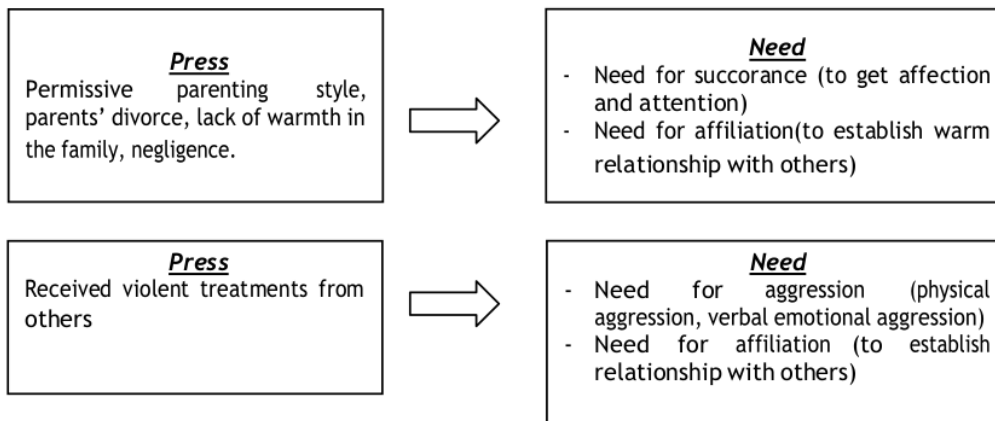 Press
Permissive parenting style,
parents’ divorce, lack of warmth in
the family, negligence.
Need
- Need for succorance (to get affection
and attention)
- Need for affiliation(to establish warm
relationship with others)
Press
Received violent treatments from
others
Need
- Need for aggression (physical
aggression, verbal emotional aggression)
- Need for affiliation (to establish
relationship with others)